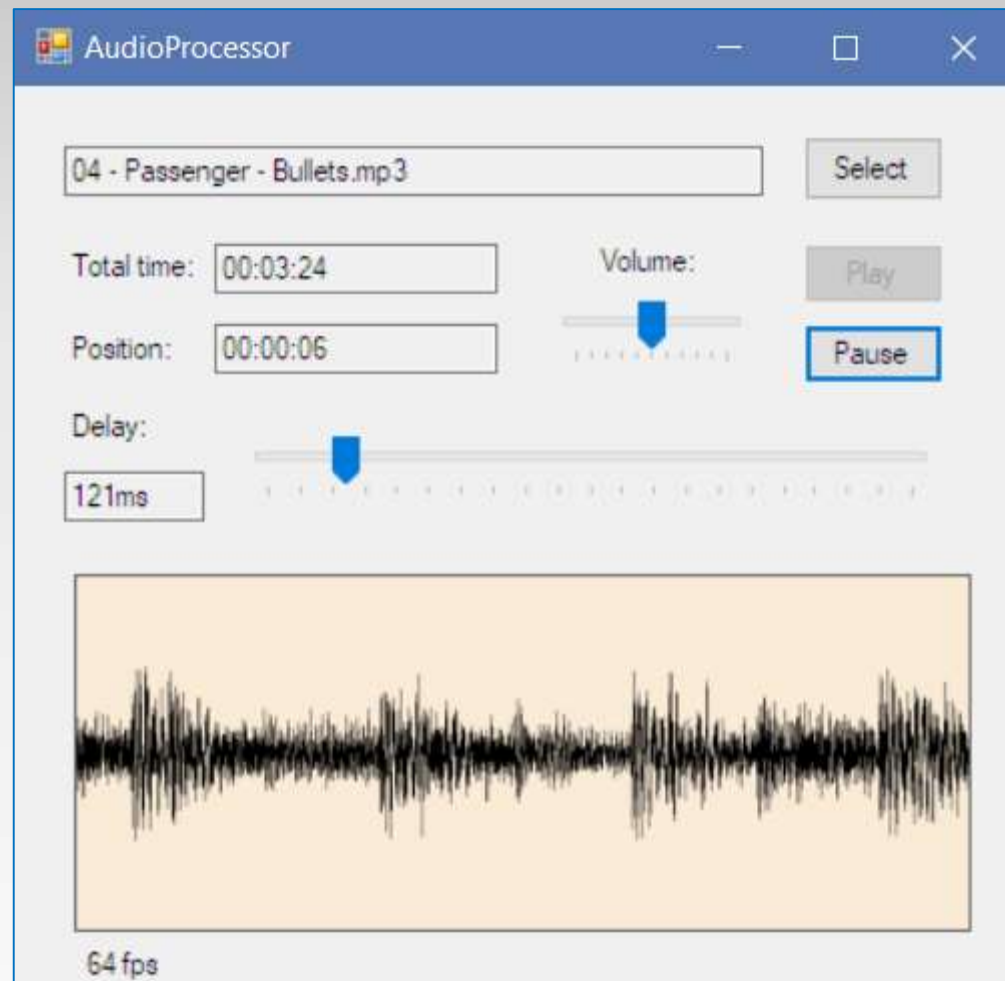 AudioProcessor
04 - Passenger - Bullets.mp3
Select
Total time: 00:03:24
Volume:
Play
Position: 00:00:06
Pause
Delay:
121ms
64 fps